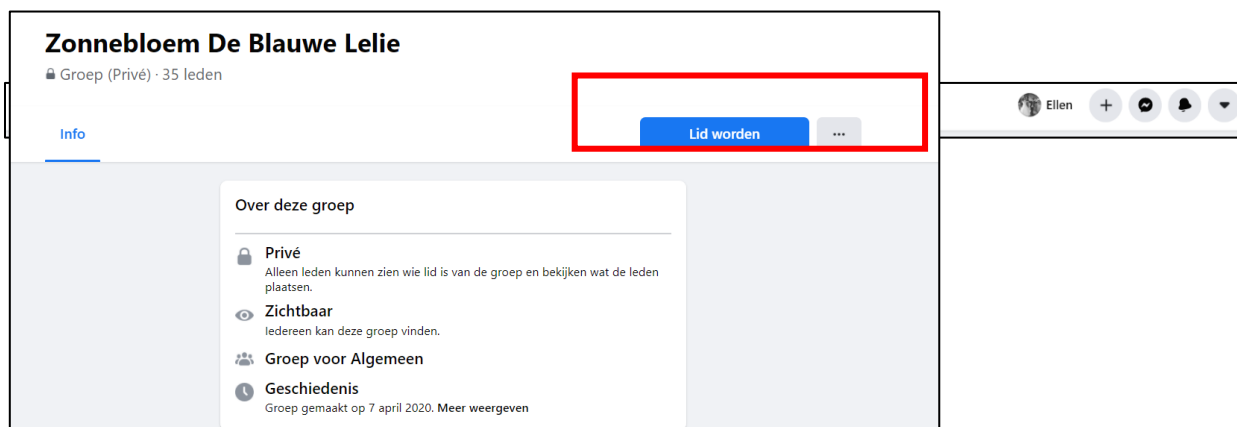 Zonnebloem De Blauwe Lelie
Groep (Privé) · 35 leden
Ellen
Info
Lid worden
...
Over deze groep
Privé
Alleen leden kunnen zien wie lid is van de groep en bekijken wat de leden
plaatsen.
Zichtbaar
Iedereen kan deze groep vinden.
Groep voor Algemeen
Geschiedenis
Groep gemaakt op 7 april 2020. Meer weergeven